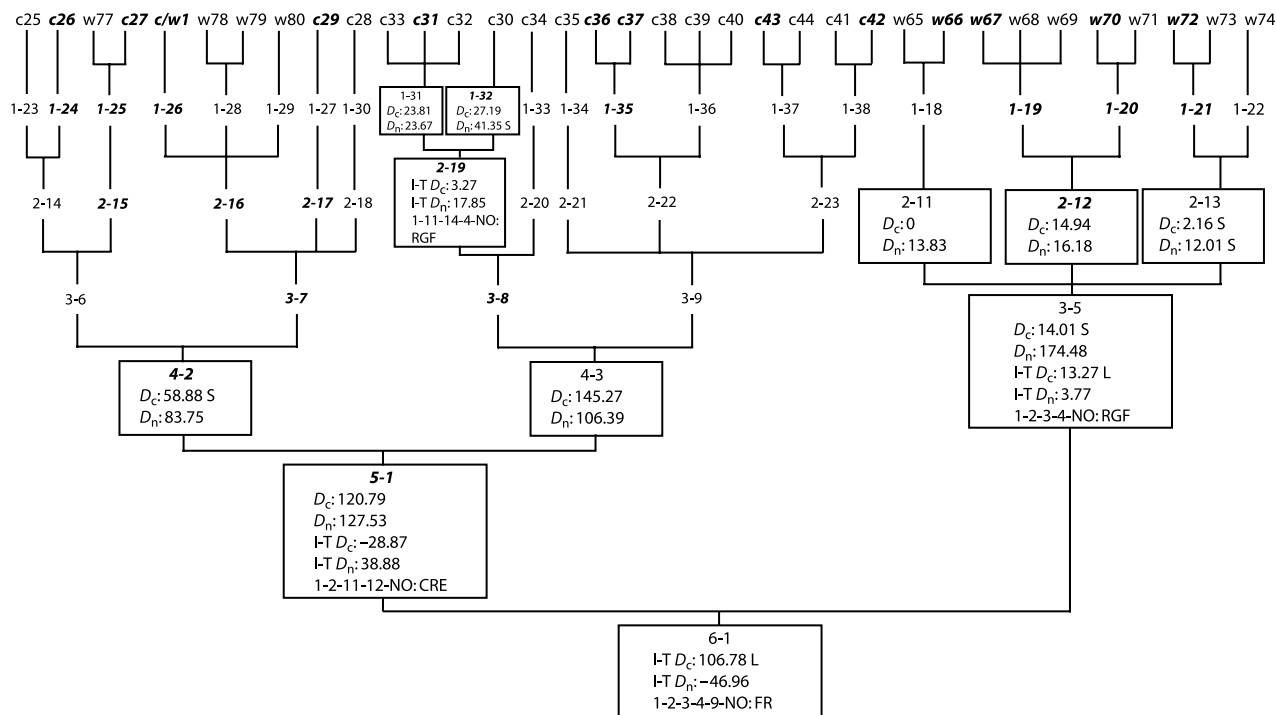 c25 c26 w77 c27 c/w1 w78 w79 w80 c29 c28 c33 c31 c32 c30 c34 c35 c36 c37 c38 c39 c40 c43 c44 c41 c42 w65 w66 w67 w68 w69 w70 w71 w72 w73 w74
1-23 1-24 1-25 1-26 1-28 1-29 1-27 1-30
1-31
Dc: 23.81
Dn: 23.67
1-32
Dc: 27.19
Dn: 41.35 S
1-33 1-34 1-35 1-36 1-37 1-38 1-18 1-19 1-20 1-21 1-22
2-14 2-15 2-16 2-17 2-18
2-19
I-T Dc: 3.27
I-T Dn: 17.85
1-11-14-4-NO:
RGF
2-20 2-21 2-22 2-23
2-11
Dc: 0
Dn: 13.83
2-12
Dc: 14.94
Dn: 16.18
2-13
Dc: 2.16 S
Dn: 12.01 S
3-6 3-7 3-8 3-9
3-5
Dc: 14.01 S
Dn: 174.48
I-T Dc: 13.27 L
I-T Dn: 3.77
1-2-3-4-NO: RGF
4-2
Dc: 58.88 S
Dn: 83.75
4-3
Dc: 145.27
Dn: 106.39
5-1
Dc: 120.79
Dn: 127.53
I-T Dc: –28.87
I-T Dn: 38.88
1-2-11-12-NO: CRE
6-1
I-T Dc: 106.78 L
I-T Dn: –46.96
1-2-3-4-9-NO: FR